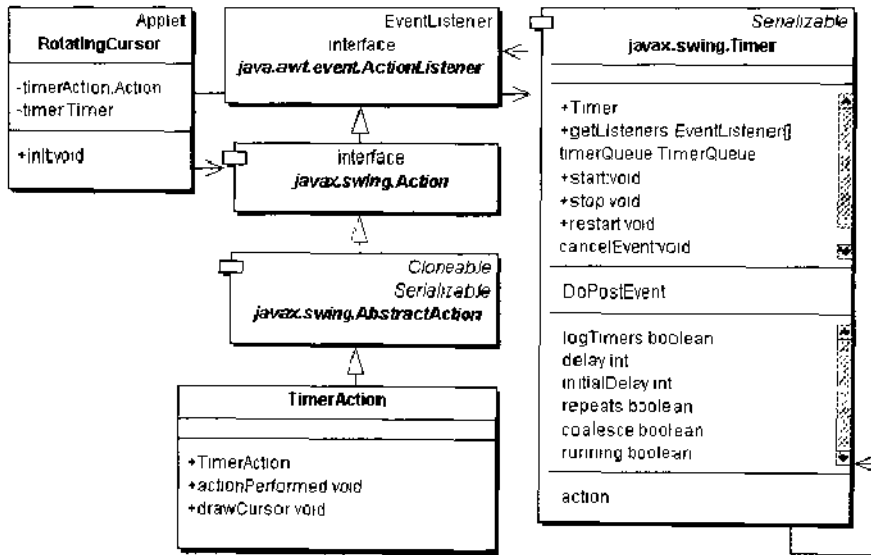 Applet
RotatingCursor
-timerAction.Action
-timer Timer
+init:void
EventListener
interface
java.awt.event.ActionListener
interface
javax.swing.Action
Cloneable
Serializable
javax.swing.AbstractAction
TimerAction
+TimerAction
+actionPerformed void
+drawCursor void
Serializable
javax.swing.Timer
+Timer
+getListeners EventListener[]
timerQueue TimerQueue
+start:void
+stop void
+restart void
cancelEvent void
DoPostEvent
logTimers boolean
delay int
initialDelay int
repeats boolean
coalesce boolean
running boolean
action